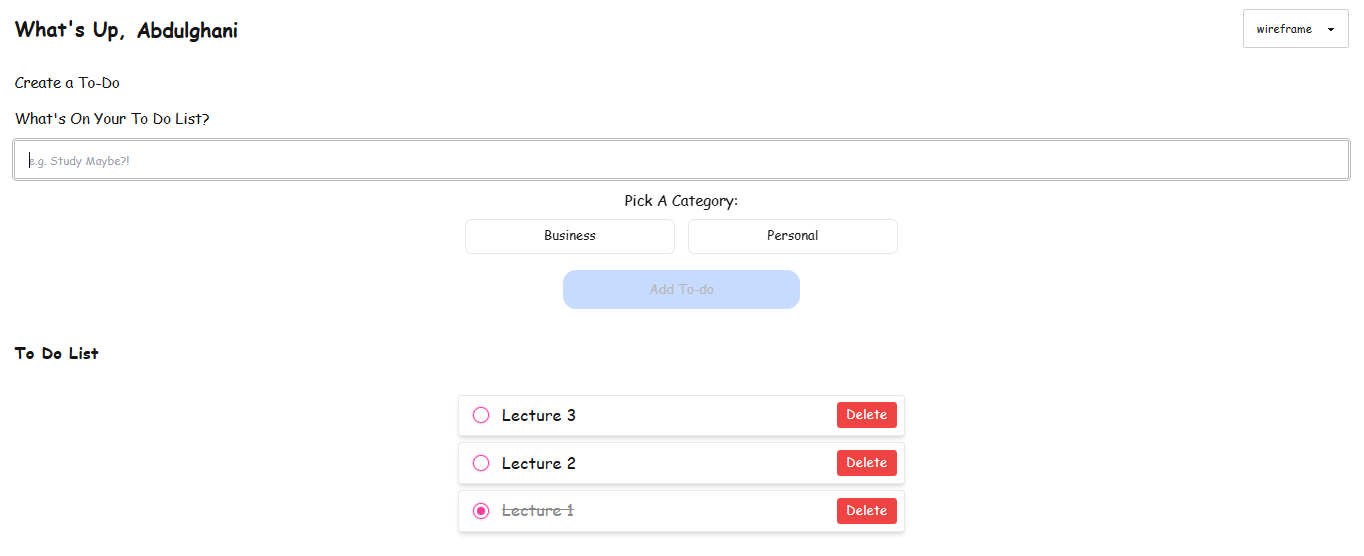 What's Up, Abdulghani
wireframe
Create a To-Do
What's On Your To Do List?
e.g. Study Maybe?!
Pick A Category:
Business Personal
Add To-do
To Do List
Lecture 3 Delete
Lecture 2 Delete
Lecture 1 Delete